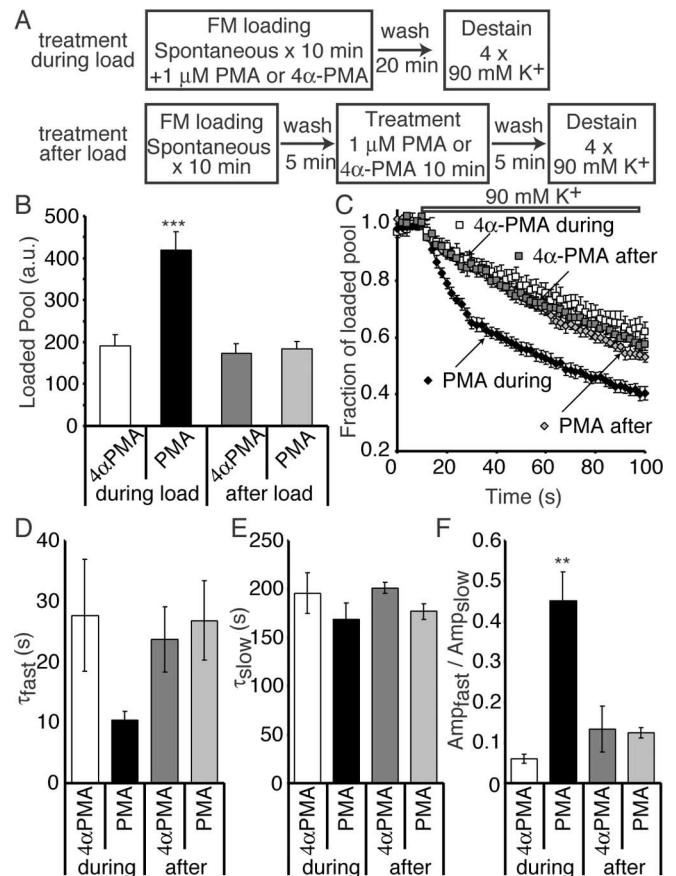 A
treatment during load
FM loading
Spontaneous x 10 min
+1 μM PMA or 4α-PMA
wash
20 min
Destain
4 x
90 mM K+
treatment after load
FM loading
Spontaneous
x 10 min
wash
5 min
Treatment
1 μM PMA or
4α-PMA 10 min
wash
5 min
Destain
4 x
90 mM K+
B
Loaded Pool (a.u.)
500
400
300
200
100
0
***
4αPMA
PMA
4αPMA
PMA
during load
after load
C
90 mM K+
Fraction of loaded pool
1.0
0.8
0.6
0.4
0.2
4α-PMA during
4α-PMA after
PMA during
PMA after
20
40
60
80
100
Time (s)
D
τfast (s)
40
30
20
10
0
4αPMA
PMA
4αPMA
PMA
during
after
E
τslow (s)
250
200
150
100
50
0
4αPMA
PMA
4αPMA
PMA
during
after
F
Ampfast / Ampslow
0.6
0.5
0.4
0.3
0.2
0.1
0
**
4αPMA
PMA
4αPMA
PMA
during
after